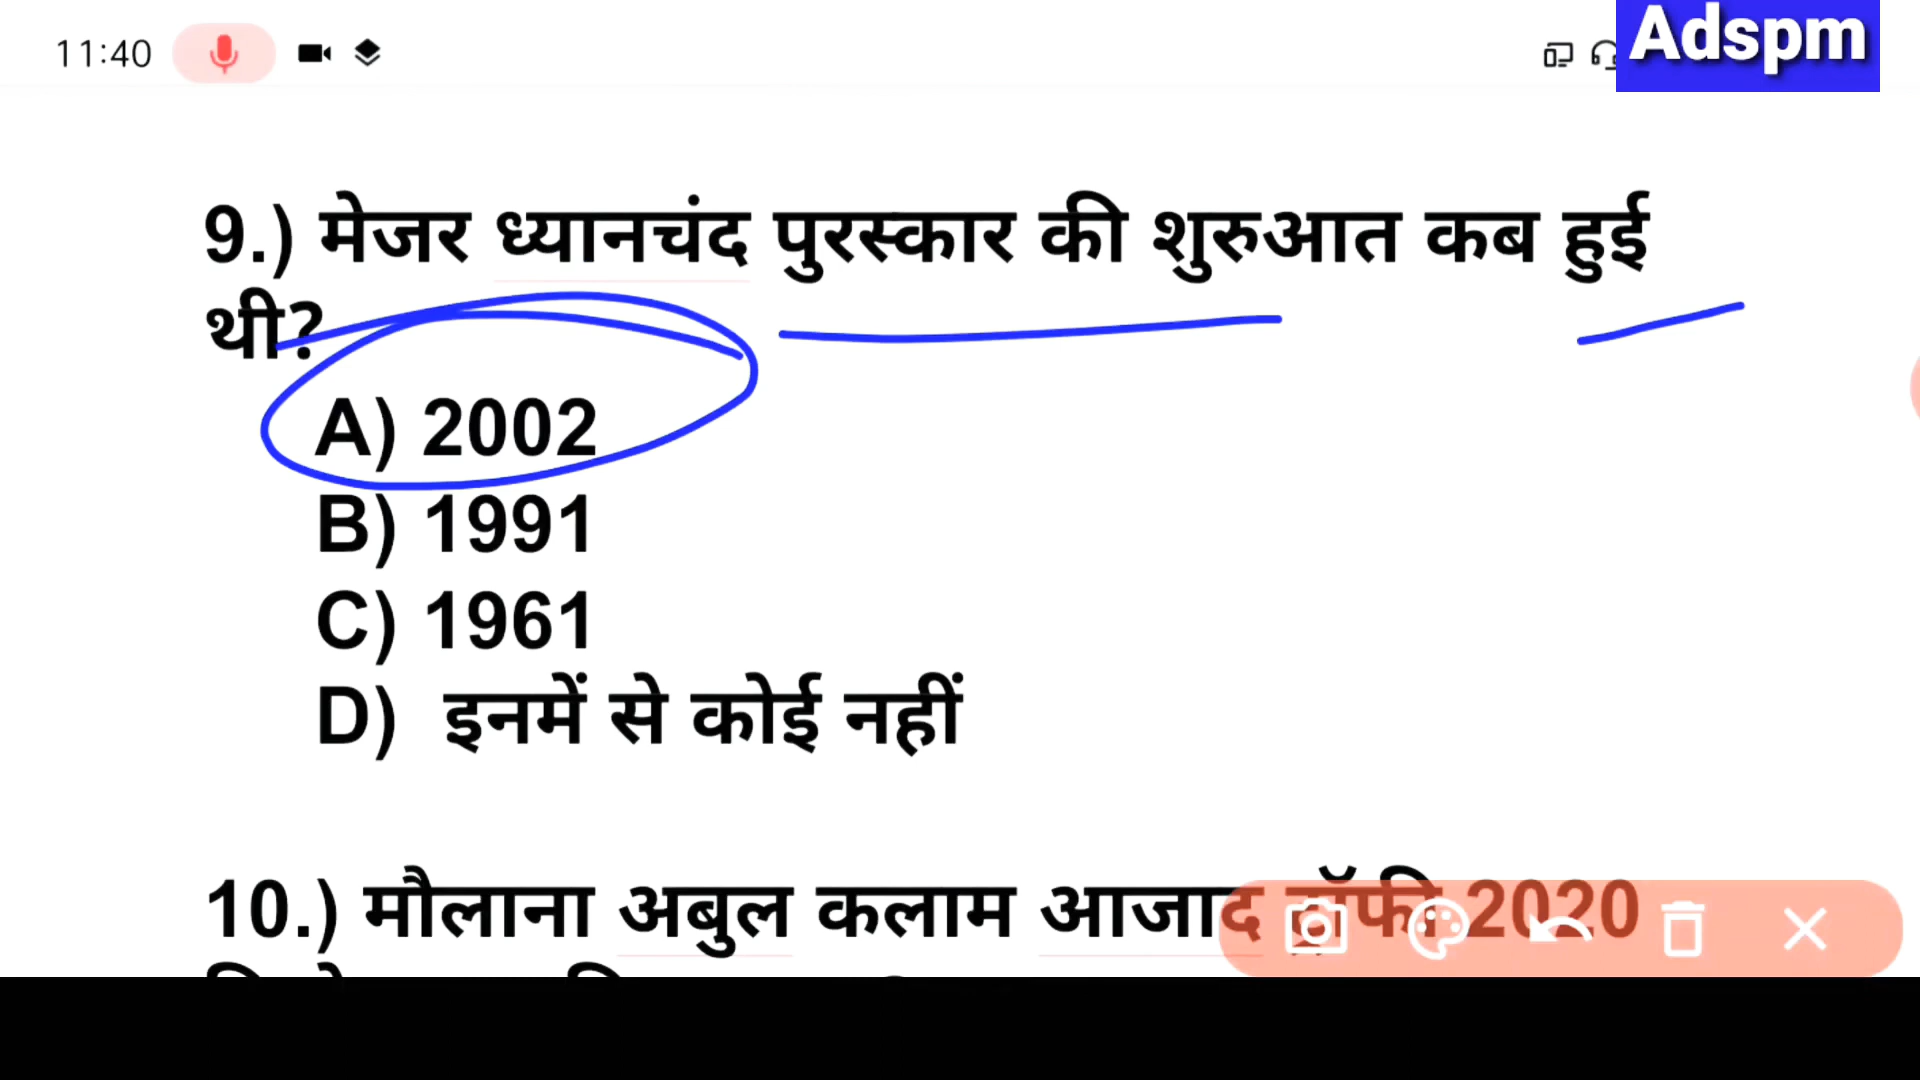 11:40
Adspm
9.) मेजर ध्यानचंद पुरस्कार की शुरुआत कब हुई
थी?
A) 2002
B) 1991
C) 1961
D) इनमें से कोई नहीं
10.) मौलाना अबुल कलाम आजाद ट्रॉफी 2020